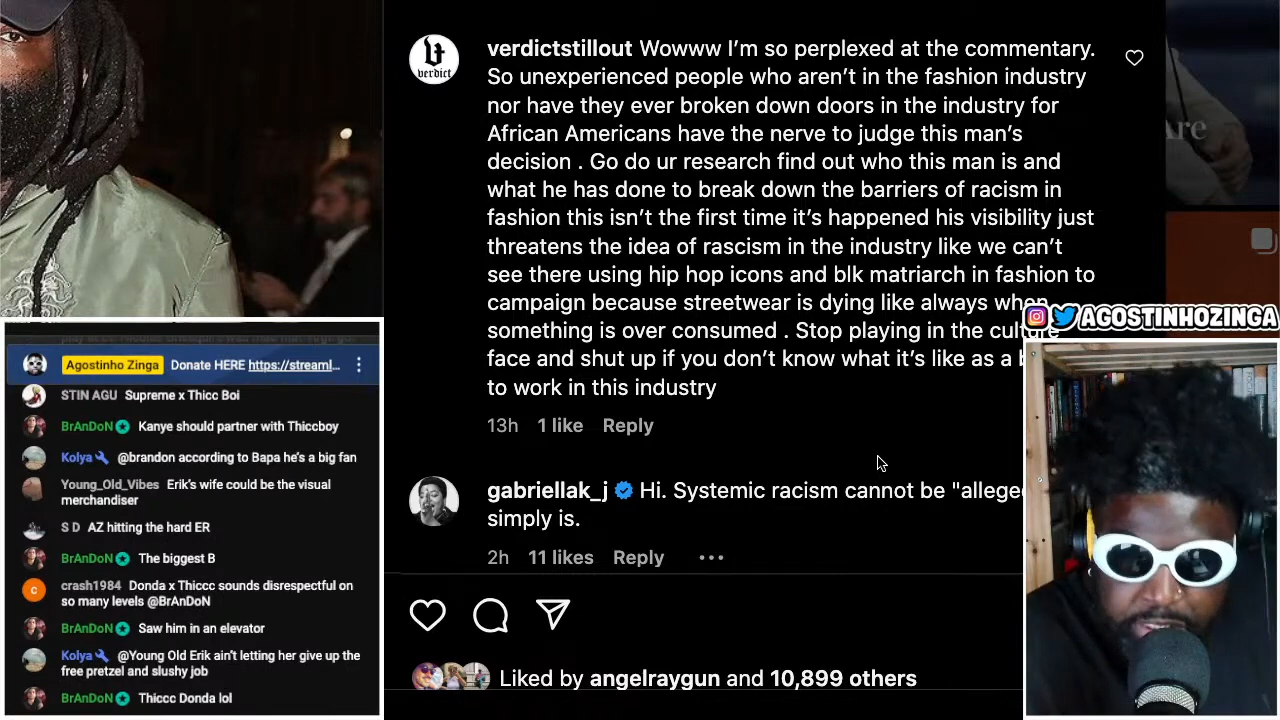 verdict
verdictstillout Wowww I'm so perplexed at the commentary.
So unexperienced people who aren't in the fashion industry
nor have they ever broken down doors in the industry for
African Americans have the nerve to judge this man's
decision . Go do ur research find out who this man is and
what he has done to break down the barriers of racism in
fashion this isn't the first time it's happened his visibility just
threatens the idea of rascism in the industry like we can't
see there using hip hop icons and blk matriarch in fashion to
campaign because streetwear is dying like always when
something is over consumed . Stop playing in the culture
face and shut up if you don't know what it's like as a
to work in this industry
13h 1 like Reply
gabriellak_j Hi. Systemic racism cannot be "alleged
simply is.
2h 11 likes Reply
Liked by angelraygun and 10,899 others
AGOSTINHOZINGA
Agostinho Zinga Donate HERE https://streaml...
STIN AGU Supreme x Thicc Boi
BrAnDoN Kanye should partner with Thiccboy
Kolya @brandon according to Bapa he's a big fan
Young_Old_Vibes Erik's wife could be the visual
merchandiser
S D AZ hitting the hard ER
BrAnDoN The biggest B
crash1984 Donda x Thiccc sounds disrespectful on
so many levels @BrAnDoN
BrAnDoN Saw him in an elevator
Kolya @Young Old Erik ain't letting her give up the
free pretzel and slushy job
BrAnDoN Thiccc Donda lol